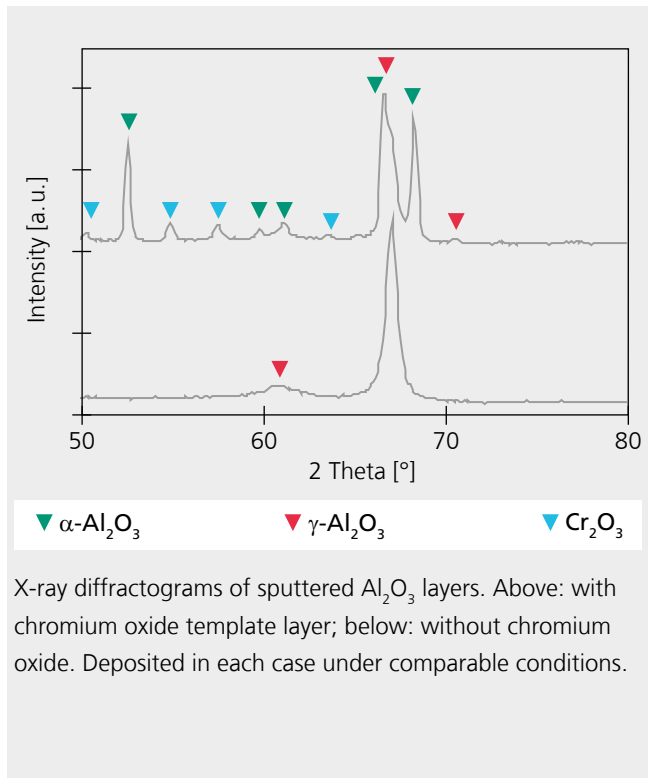 Intensity [a. u.]
50
60
70
80
2 Theta [°]
α-Al₂O₃
γ-Al₂O₃
Cr₂O₃
X-ray diffractograms of sputtered Al₂O₃ layers. Above: with
chromium oxide template layer; below: without chromium
oxide. Deposited in each case under comparable conditions.